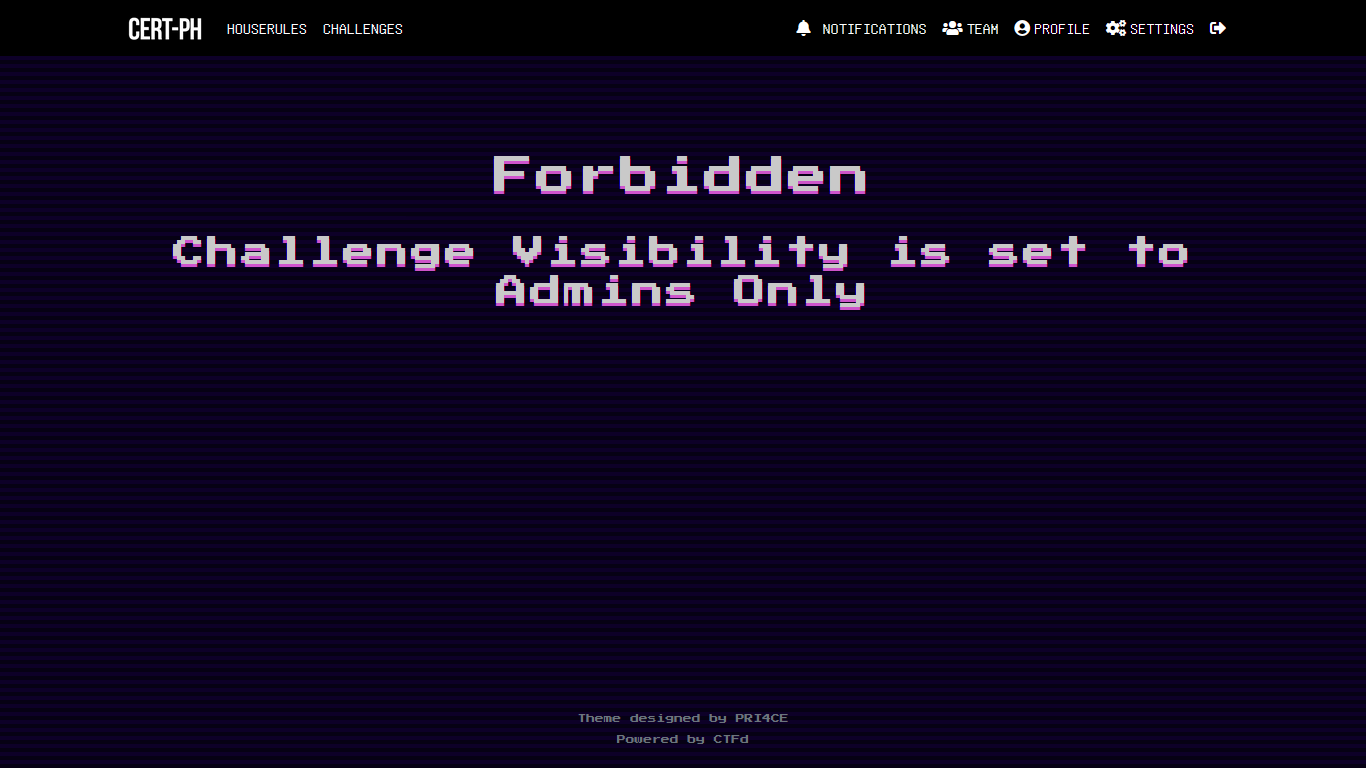 CERT-PH HOUSERULES CHALLENGES NOTIFICATIONS TEAM PROFILE SETTINGS
Forbidden
Challenge Visibility is set to
Admins Only
Theme designed by PRI4CE
Powered by CTFd